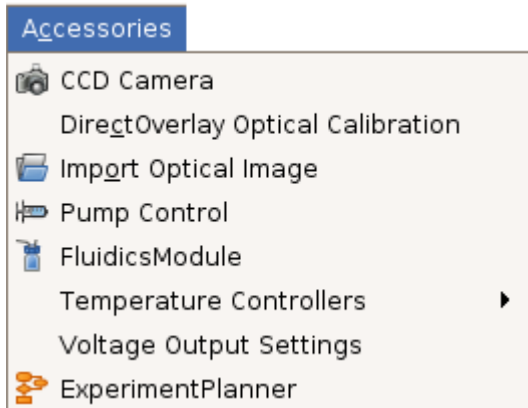 Accessories
CCD Camera
DirectOverlay Optical Calibration
Import Optical Image
Pump Control
FluidicsModule
Temperature Controllers
Voltage Output Settings
ExperimentPlanner